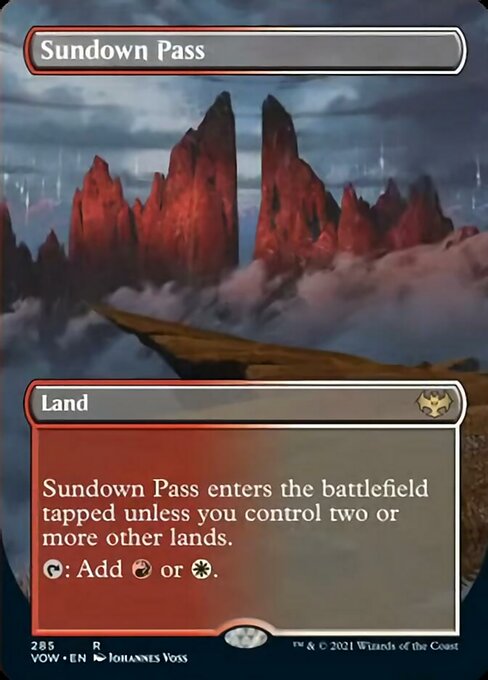 Sundown Pass
Land
Sundown Pass enters the battlefield
tapped unless you control two or
more other lands.
: Add or .
285 R
VOW • EN Johannes Voss
™ & © 2021 Wizards of the Coast